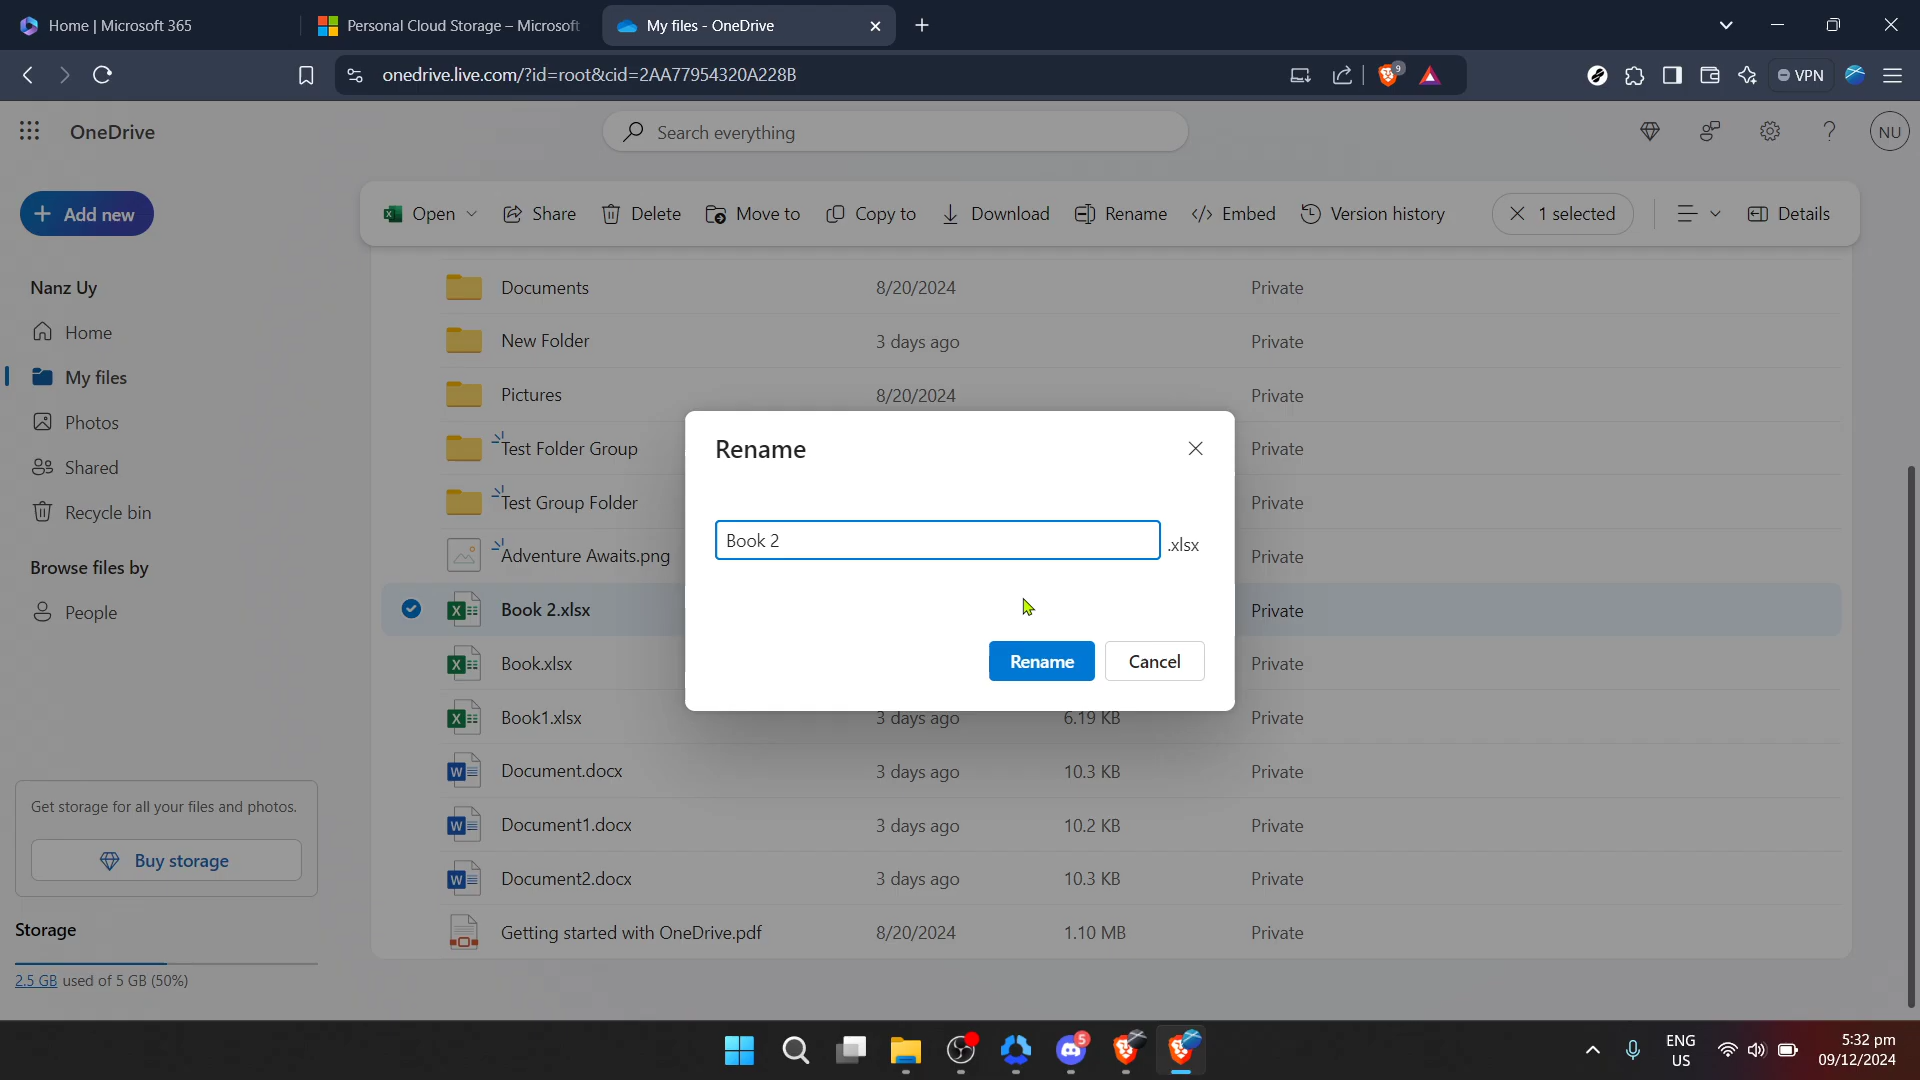 Home | Microsoft 365
Personal Cloud Storage – Microsoft
My files - OneDrive
onedrive.live.com/?id=root&cid=2AA77954320A228B
9
VPN
OneDrive
Search everything
NU
Add new
Open
Share
Delete
Move to
Copy to
Download
Rename
Embed
Version history
1 selected
Details
Nanz Uy
Home
My files
Photos
Shared
Recycle bin
Browse files by
People
Get storage for all your files and photos.
Buy storage
Storage
2.5 GB used of 5 GB (50%)
Documents 8/20/2024 Private
New Folder 3 days ago Private
Pictures 8/20/2024 Private
Test Folder Group Private
Test Group Folder Private
Adventure Awaits.png Private
Book 2.xlsx Private
Book.xlsx Private
Book1.xlsx 3 days ago 6.19 KB Private
Document.docx 3 days ago 10.3 KB Private
Document1.docx 3 days ago 10.2 KB Private
Document2.docx 3 days ago 10.3 KB Private
Getting started with OneDrive.pdf 8/20/2024 1.10 MB Private
Rename
Book 2 .xlsx
Rename Cancel
5
ENG
US
5:32 pm
09/12/2024